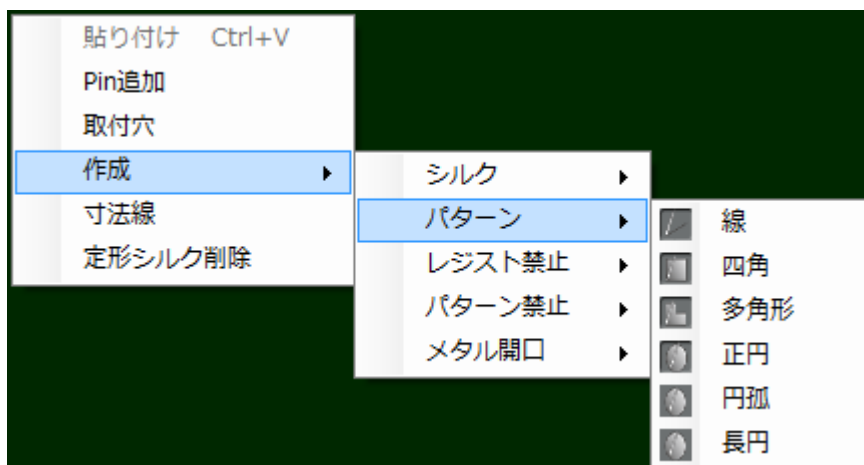 貼り付け Ctrl+V
Pin追加
取付穴
作成
寸法線
定形シルク削除
シルク
パターン
レジスト禁止
パターン禁止
メタル開口
線
四角
多角形
正円
円孤
長円